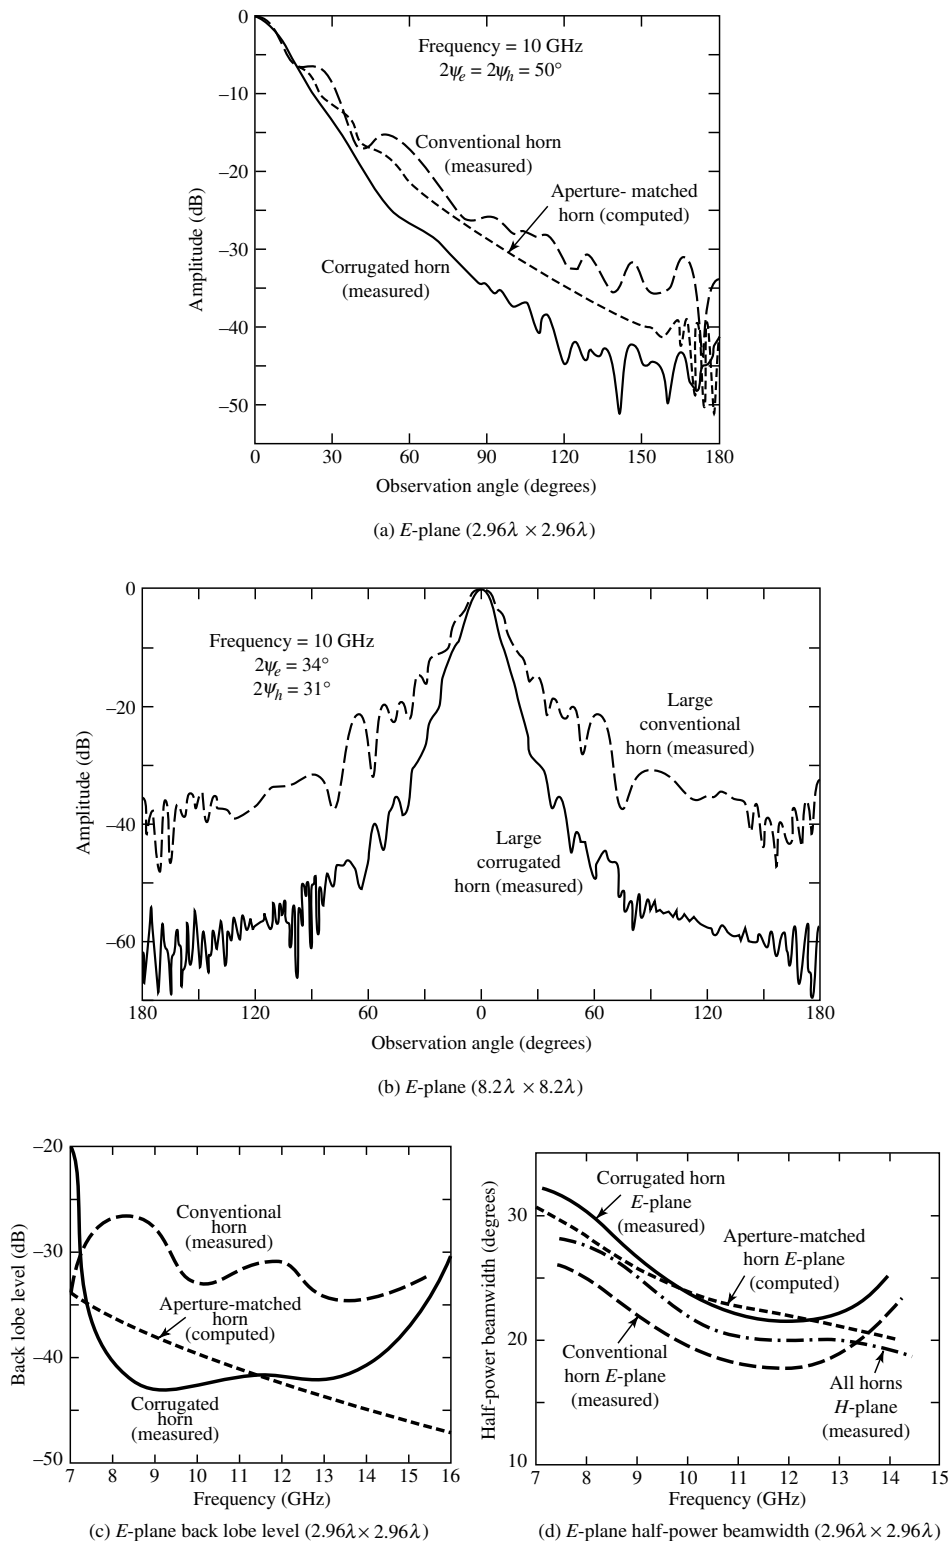 0
−10
−20
−30
−40
−50
Amplitude (dB)
Frequency = 10 GHz
2ψe = 2ψh = 50°
Conventional horn
(measured)
Aperture- matched
horn (computed)
Corrugated horn
(measured)
0 30 60 90 120 150 180
Observation angle (degrees)
(a) E-plane (2.96λ × 2.96λ)
0
−20
−40
−60
Amplitude (dB)
Frequency = 10 GHz
2ψe = 34°
2ψh = 31°
Large
conventional
horn (measured)
Large
corrugated
horn (measured)
180 120 60 0 60 120 180
Observation angle (degrees)
(b) E-plane (8.2λ × 8.2λ)
−20
−30
−40
−50
Back lobe level (dB)
Conventional
horn
(measured)
Aperture-matched
horn
(computed)
Corrugated
horn
(measured)
7 8 9 10 11 12 13 14 15 16
Frequency (GHz)
(c) E-plane back lobe level (2.96λ× 2.96λ)
30
20
10
Half-power beamwidth (degrees)
Corrugated horn
E-plane
(measured)
Aperture-matched
horn E-plane
(computed)
Conventional
horn E-plane
(measured)
All horns
H-plane
(measured)
7 8 9 10 11 12 13 14 15
Frequency (GHz)
(d) E-plane half-power beamwidth (2.96λ× 2.96λ)